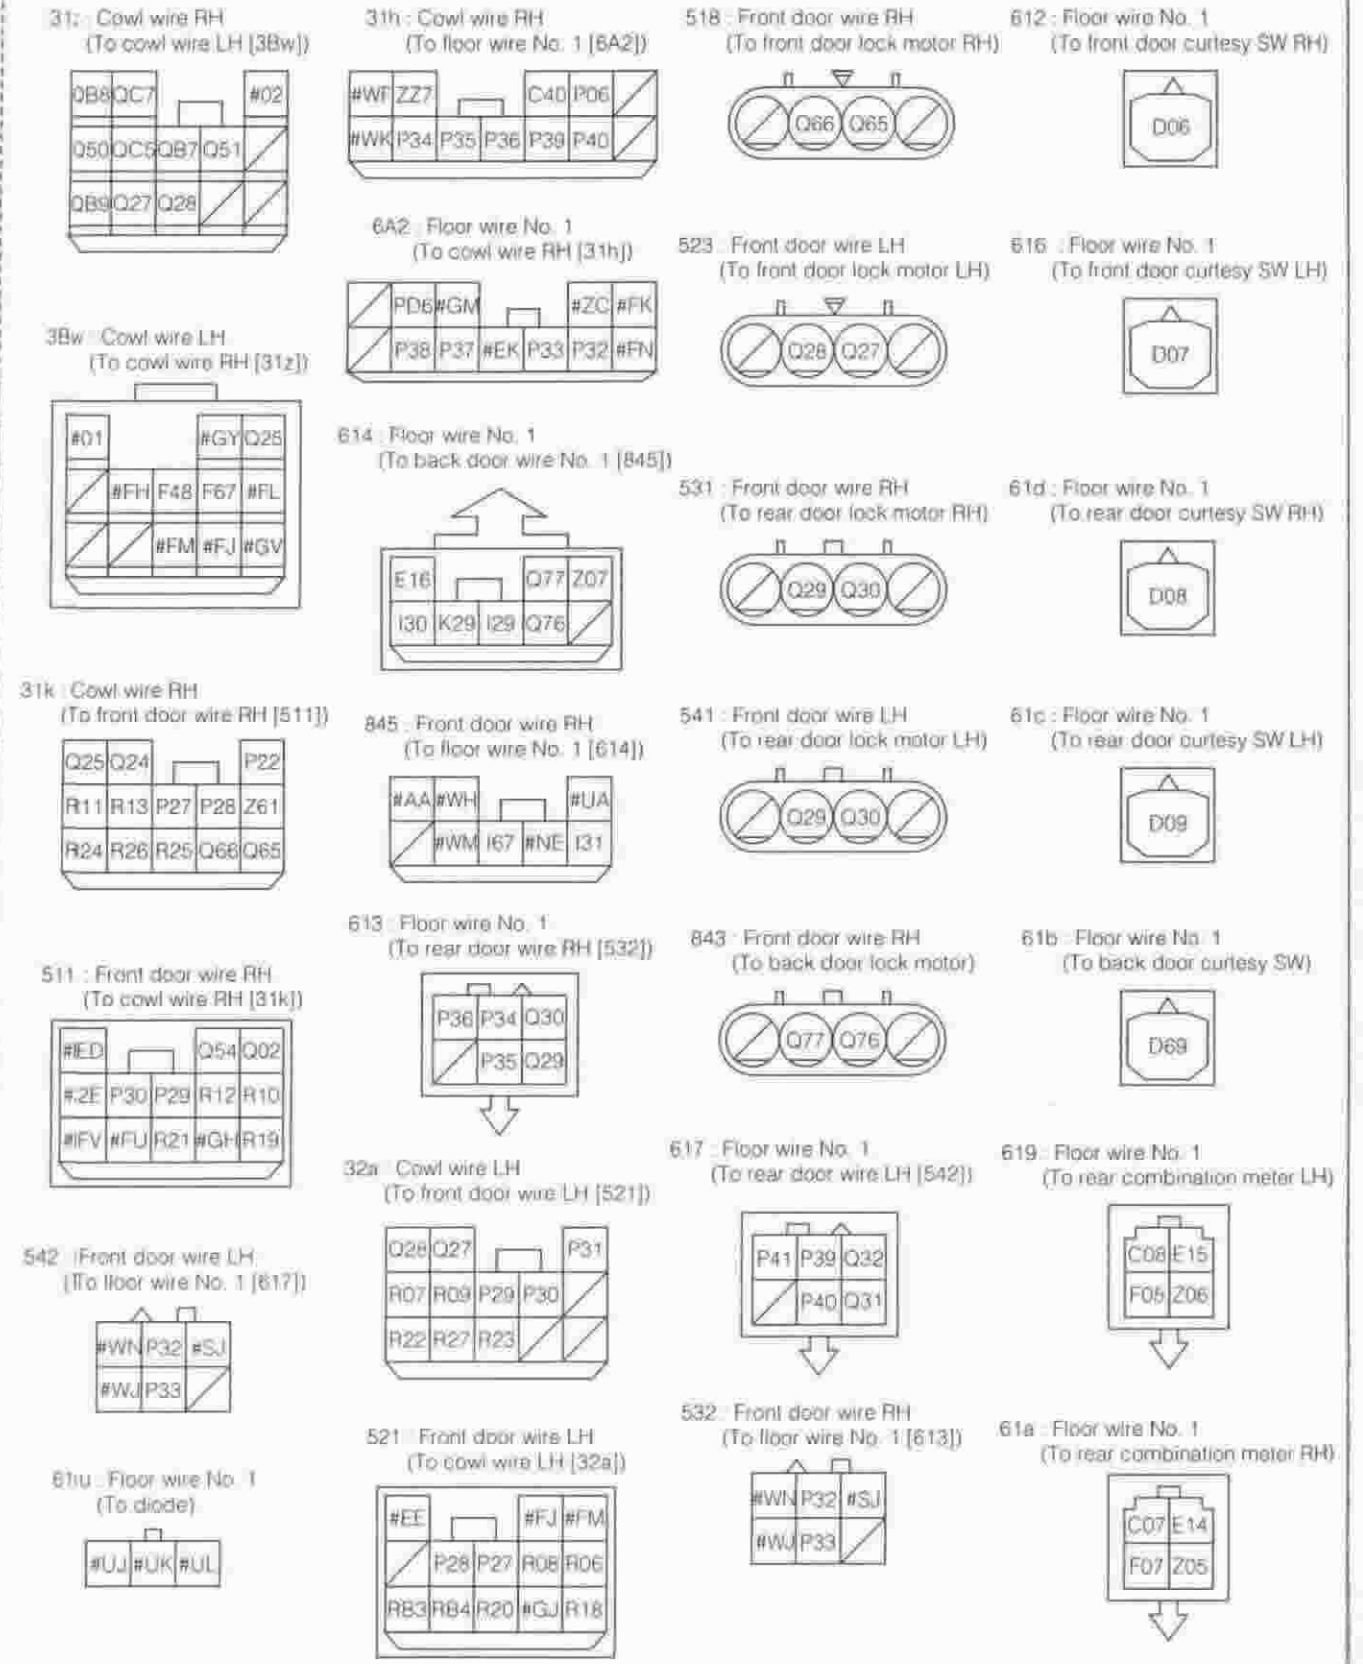 31z : Cowl wire RH
(To cowl wire LH [3Bw])
QB8 QC7 #02
Q50 QC5 QB7 Q51
QB9 Q27 Q28
3Bw : Cowl wire LH
(To cowl wire RH [31z])
#01 #GY Q26
#FH F48 F67 #FL
#FM #FJ #GV
31k : Cowl wire RH
(To front door wire RH [511])
Q25 Q24 P22
R11 R13 P27 P28 Z61
R24 R26 R25 Q66 Q65
511 : Front door wire RH
(To cowl wire RH [31k])
#ED Q54 Q02
#2E P30 P29 R12 R10
#FV #FU R21 #GH R19
542 : Front door wire LH
(To floor wire No. 1 [617])
#WN P32 #SJ
#WJ P33
Floor wire No. 1
(To diode)
#UJ #UK #UL
31h : Cowl wire RH
(To floor wire No. 1 [6A2])
#WF ZZ7 C40 P06
#WK P34 P35 P36 P39 P40
6A2 : Floor wire No. 1
(To cowl wire RH [31h])
PD6 #GM #ZC #FK
P38 P37 #EK P33 P32 #FN
614 : Floor wire No. 1
(To back door wire No. 1 [845])
E16 Q77 Z07
I30 K29 I29 Q76
845 : Front door wire RH
(To floor wire No. 1 [614])
#AA #WH #UA
#WM I67 #NE I31
613 : Floor wire No. 1
(To rear door wire RH [532])
P36 P34 Q30
P35 Q29
32a : Cowl wire LH
(To front door wire LH [521])
Q28 Q27 P31
R07 R09 P29 P30
R22 R27 R23
521 : Front door wire LH
(To cowl wire LH [32a])
#EE #FJ #FM
P28 P27 R08 R06
RB3 RB4 R20 #GJ R18
518 : Front door wire RH
(To front door lock motor RH)
Q66 Q65
523 : Front door wire LH
(To front door lock motor LH)
Q28 Q27
531 : Front door wire RH
(To rear door lock motor RH)
Q29 Q30
541 : Front door wire LH
(To rear door lock motor LH)
Q29 Q30
843 : Front door wire RH
(To back door lock motor)
Q77 Q76
617 : Floor wire No. 1
(To rear door wire LH [542])
P41 P39 Q32
P40 Q31
532 : Front door wire RH
(To floor wire No. 1 [613])
#WN P32 #SJ
#WJ P33
612 : Floor wire No. 1
(To front door curtesy SW RH)
D06
616 : Floor wire No. 1
(To front door curtesy SW LH)
D07
61d : Floor wire No. 1
(To rear door curtesy SW RH)
D08
61c : Floor wire No. 1
(To rear door curtesy SW LH)
D09
61b : Floor wire No. 1
(To back door curtesy SW)
D69
619 : Floor wire No. 1
(To rear combination meter LH)
C08 E15
F05 Z06
61a : Floor wire No. 1
(To rear combination meter RH)
C07 E14
F07 Z05